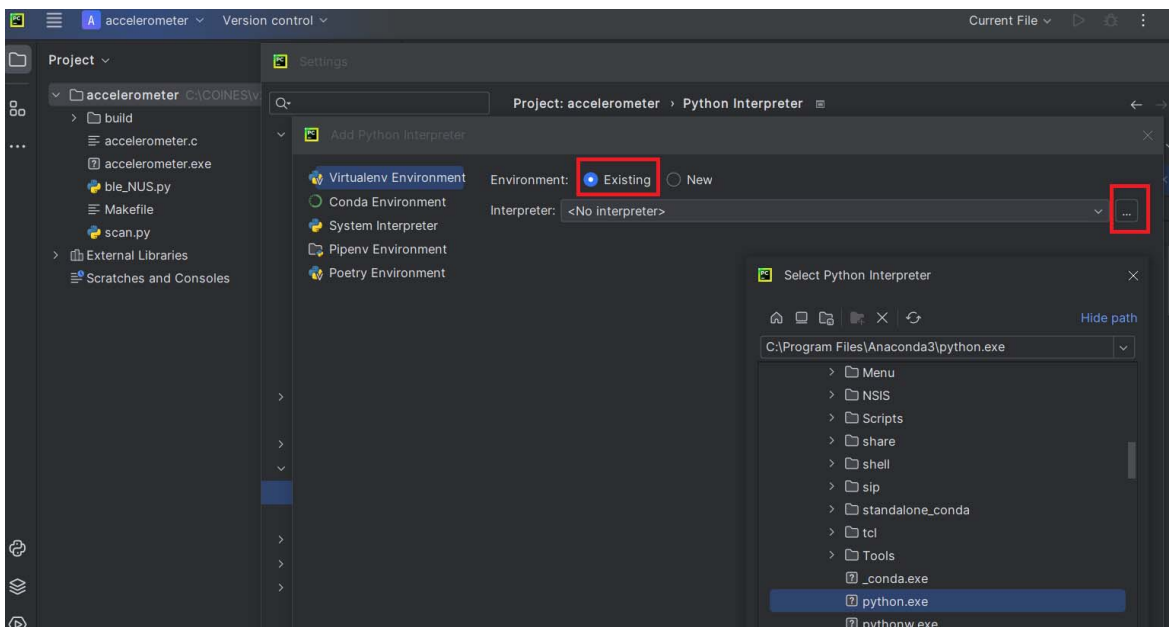 PC
A accelerometer Version control Current File
Project
accelerometer C:\COINES\v
build
accelerometer.c
accelerometer.exe
ble_NUS.py
Makefile
scan.py
External Libraries
Scratches and Consoles
Settings
Project: accelerometer › Python Interpreter
Add Python Interpreter
Virtualenv Environment
Conda Environment
System Interpreter
Pipenv Environment
Poetry Environment
Environment: Existing New
Interpreter: <No interpreter> ...
Select Python Interpreter
Hide path
C:\Program Files\Anaconda3\python.exe
Menu
NSIS
Scripts
share
shell
sip
standalone_conda
tcl
Tools
_conda.exe
python.exe
pythonw.exe